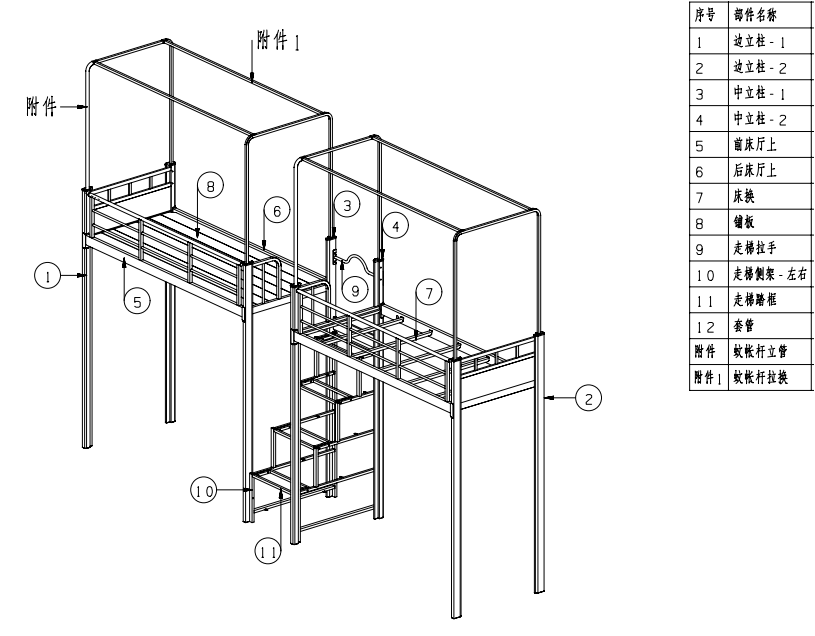 附件 1
附件
序号 部件名称
1 边立柱 - 1
2 边立柱 - 2
3 中立柱 - 1
4 中立柱 - 2
5 前床厅上
6 后床厅上
7 床换
8 铺板
9 走梯拉手
10 走梯侧架 - 左右
11 走梯踏框
12 套管
附件 蚊帐杆立管
附件1 蚊帐杆拉换
8
3
6
4
1
9
7
5
2
10
11